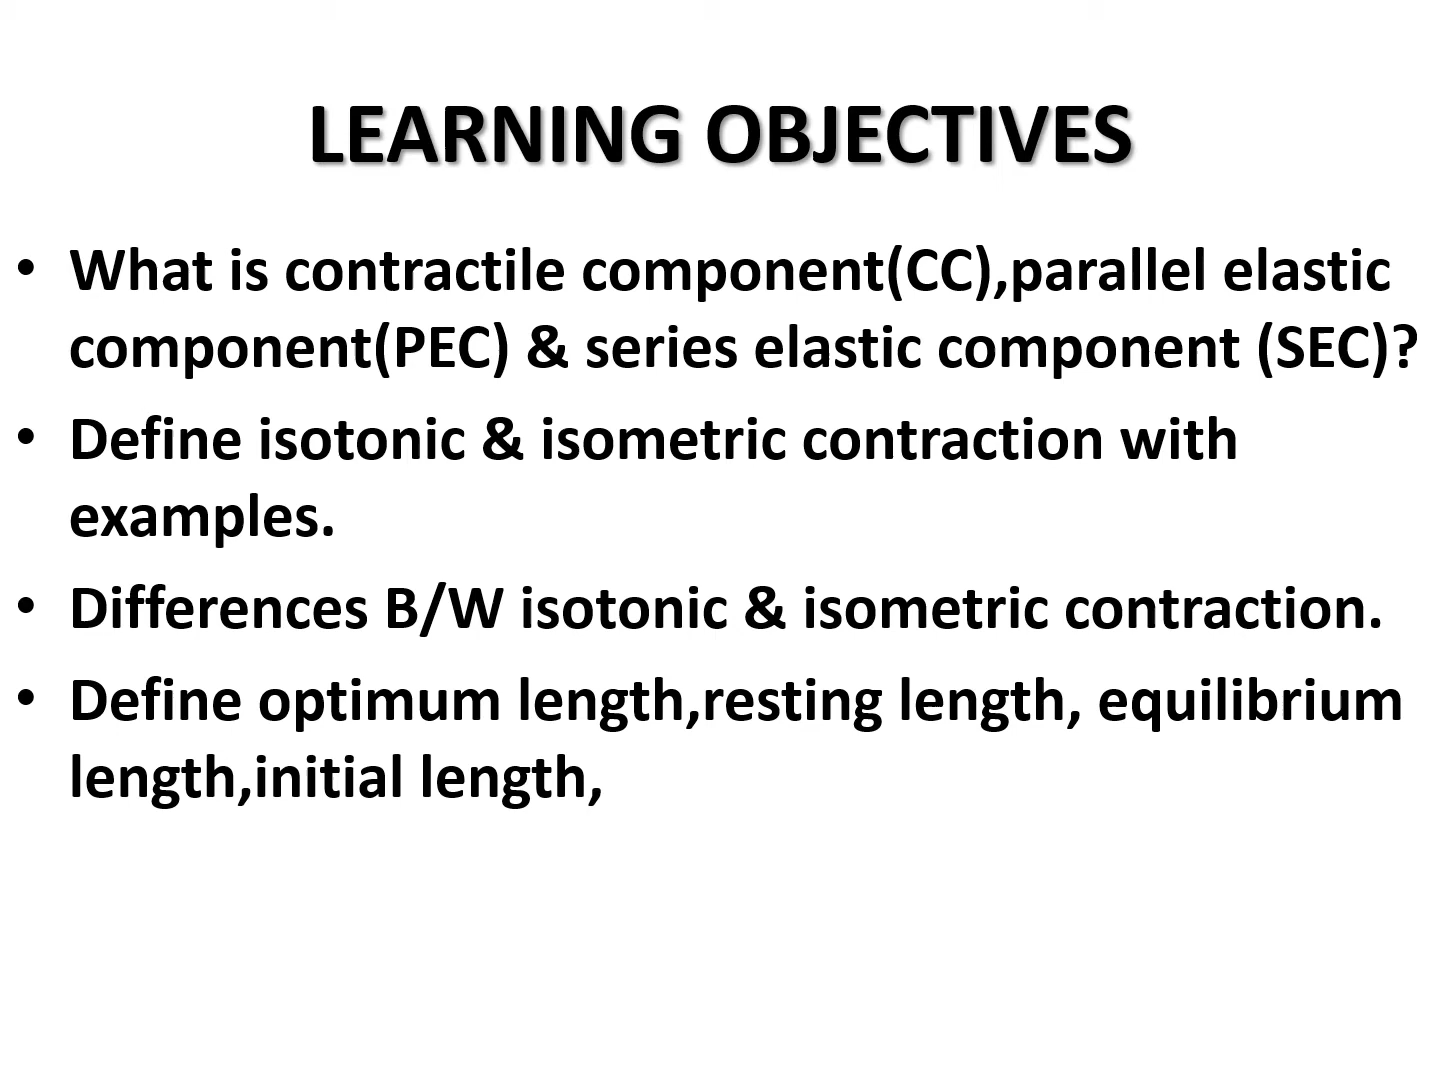 LEARNING OBJECTIVES
• What is contractile component(CC),parallel elastic
component(PEC) & series elastic component (SEC)?
• Define isotonic & isometric contraction with
examples.
• Differences B/W isotonic & isometric contraction.
• Define optimum length,resting length, equilibrium
length,initial length,